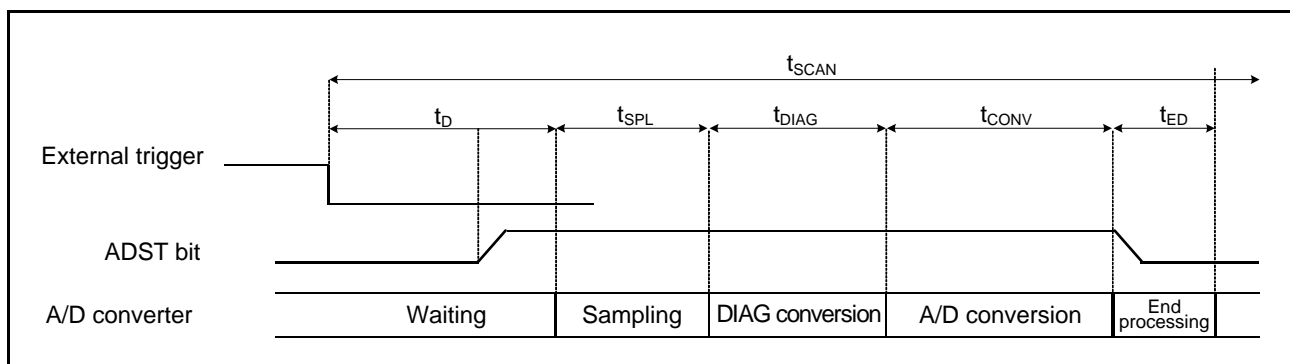 tSCAN
tD tSPL tDIAG tCONV tED
External trigger
ADST bit
A/D converter Waiting Sampling DIAG conversion A/D conversion End processing